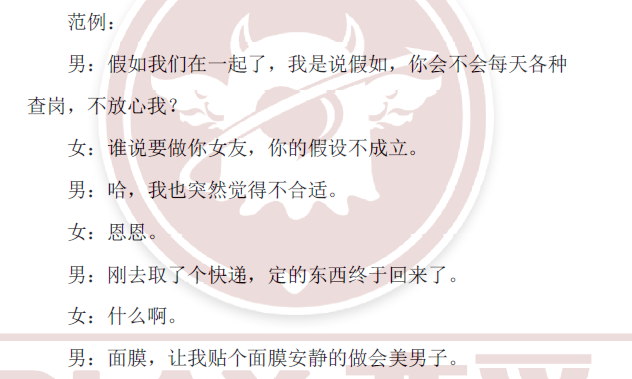 范例：
男：假如我们在一起了，我是说假如，你会不会每天各种
查岗，不放心我？
女：谁说要做你女友，你的假设不成立。
男：哈，我也突然觉得不合适。
女：恩恩。
男：刚去取了个快递，定的东西终于回来了。
女：什么啊。
男：面膜，让我贴个面膜安静的做会美男子。